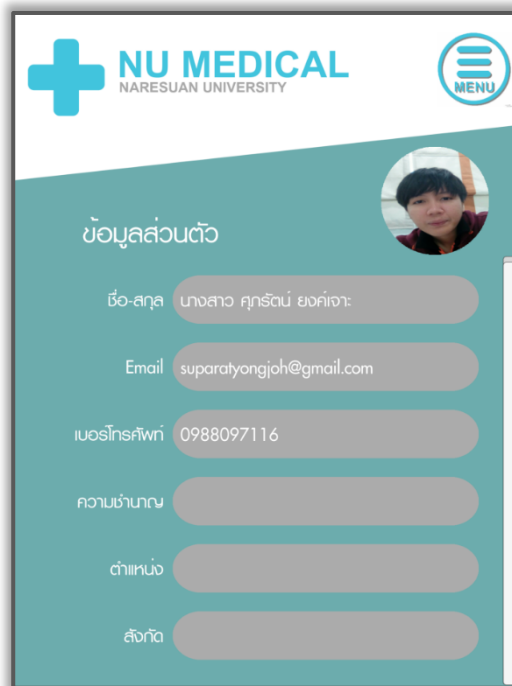 NU MEDICAL
NARESUAN UNIVERSITY
MENU
ข้อมูลส่วนตัว
ชื่อ-สกุล นางสาว ศุภรัตน์ ยงค์เจาะ
Email suparatyongjoh@gmail.com
เบอร์โทรศัพท์ 0988097116
ความชำนาญ
ตำแหน่ง
สังกัด